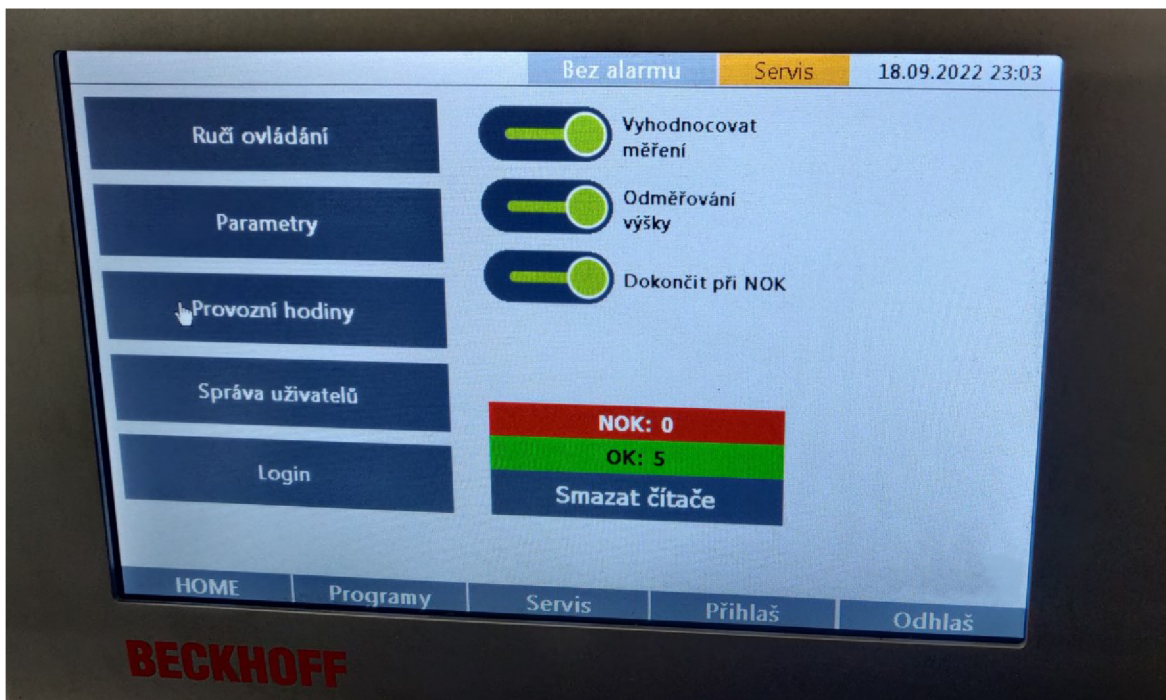 Bez alarmu Servis 18.09.2022 23:03
Ručí ovládání
Parametry
Provozní hodiny
Správa uživatelů
Login
Vyhodnocovat
měření
Odměřování
výšky
Dokončit při NOK
NOK: 0
OK: 5
Smazat čítače
HOME Programy Servis Přihlaš Odhlaš
BECKHOFF